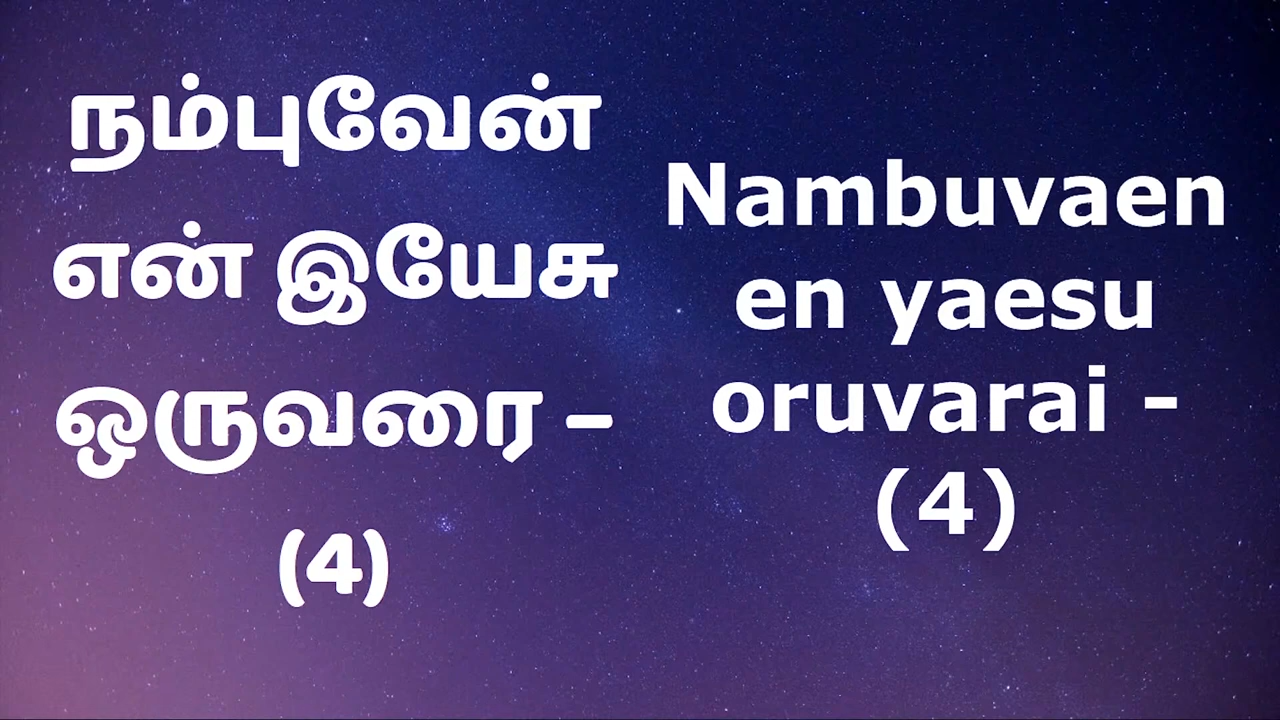 நம்புவேன்
என் இயேசு
ஒருவரை –
(4)
Nambuvaen
en yaesu
oruvarai -
(4)